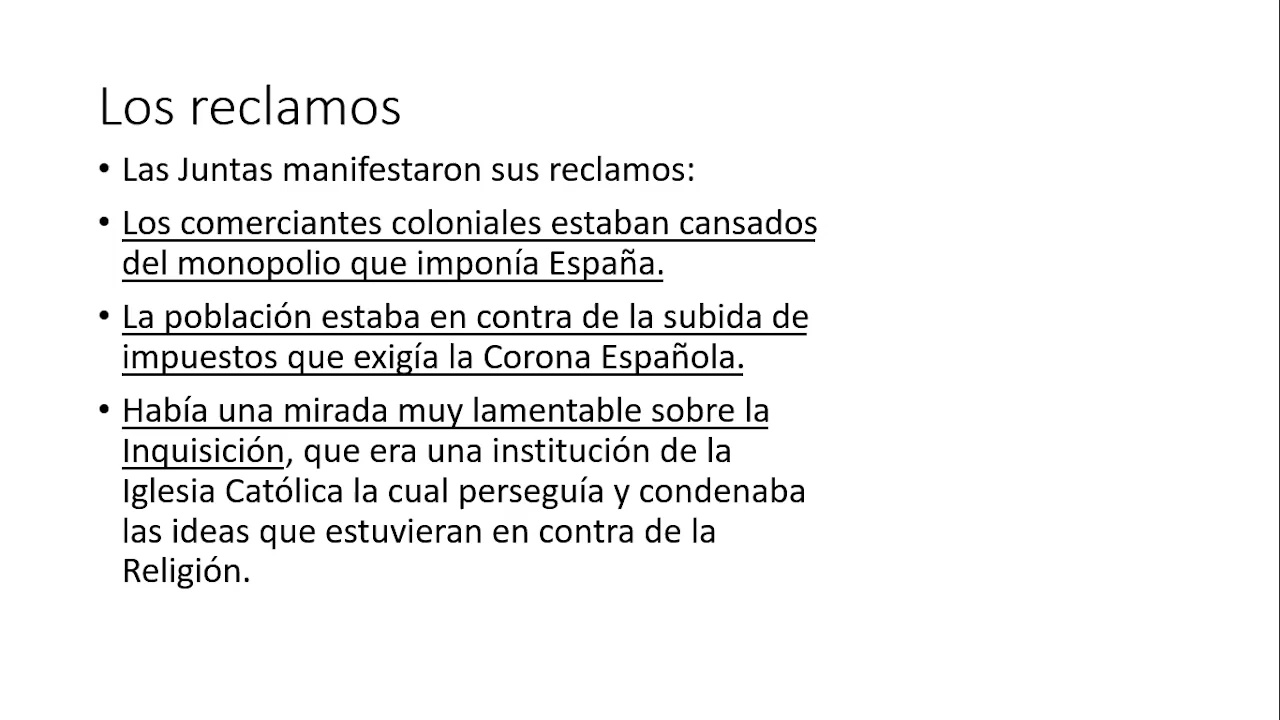 Los reclamos
• Las Juntas manifestaron sus reclamos:
• Los comerciantes coloniales estaban cansados
del monopolio que imponía España.
• La población estaba en contra de la subida de
impuestos que exigía la Corona Española.
• Había una mirada muy lamentable sobre la
Inquisición, que era una institución de la
Iglesia Católica la cual perseguía y condenaba
las ideas que estuvieran en contra de la
Religión.